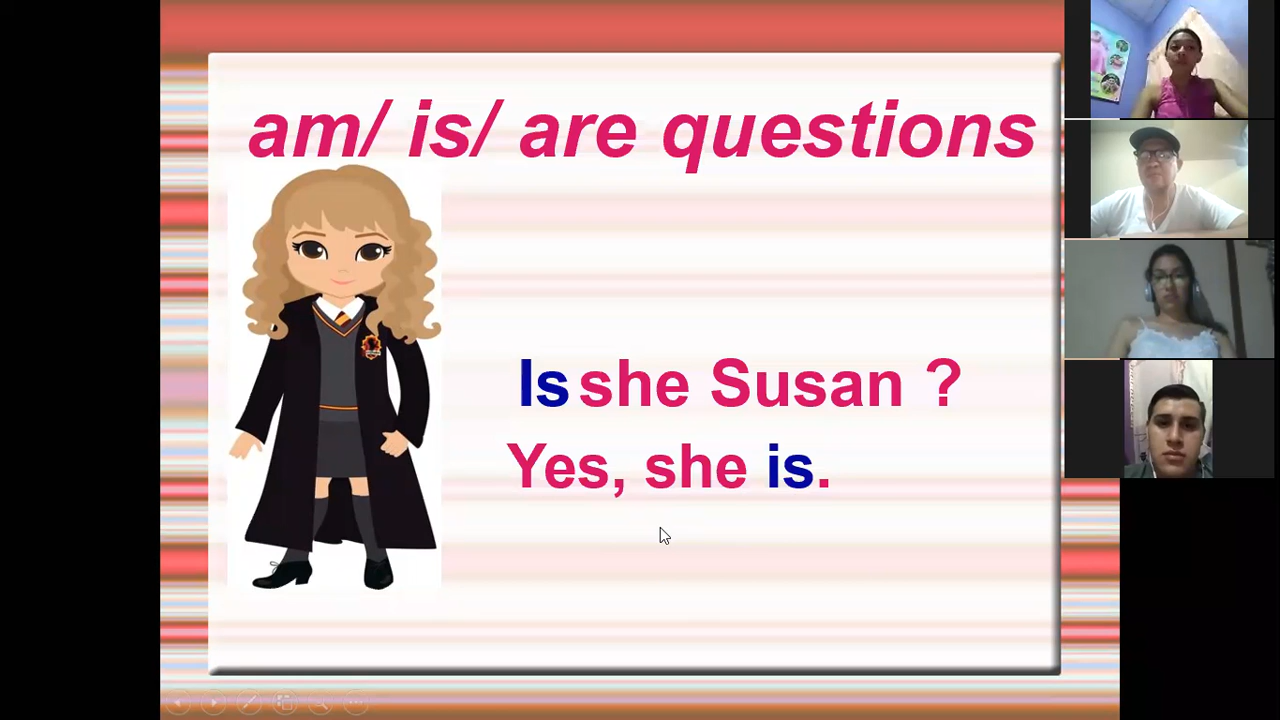 am/ is/ are questions
Is she Susan ?
Yes, she is.